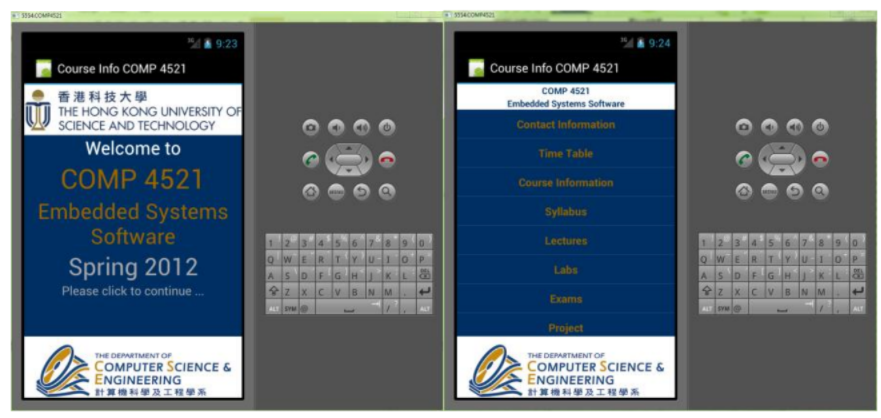 5554:COMP4521
3G 9:23
Course Info COMP 4521
香港科技大學
THE HONG KONG UNIVERSITY OF
SCIENCE AND TECHNOLOGY
Welcome to
COMP 4521
Embedded Systems
Software
Spring 2012
Please click to continue ...
THE DEPARTMENT OF
COMPUTER SCIENCE &
ENGINEERING
計算機科學及工程學系
MENU
1 2 3 4 5 6 7 8 9 0
Q W E R T Y U I O P
A S D F G H J K L DEL
Z X C V B N M .
ALT SYM @ / , ALT
5554:COMP4521
3G 9:24
Course Info COMP 4521
COMP 4521
Embedded Systems Software
Contact Information
Time Table
Course Information
Syllabus
Lectures
Labs
Exams
Project
THE DEPARTMENT OF
COMPUTER SCIENCE &
ENGINEERING
計算機科學及工程學系
MENU
1 2 3 4 5 6 7 8 9 0
Q W E R T Y U I O P
A S D F G H J K L DEL
Z X C V B N M .
ALT SYM @ / , ALT